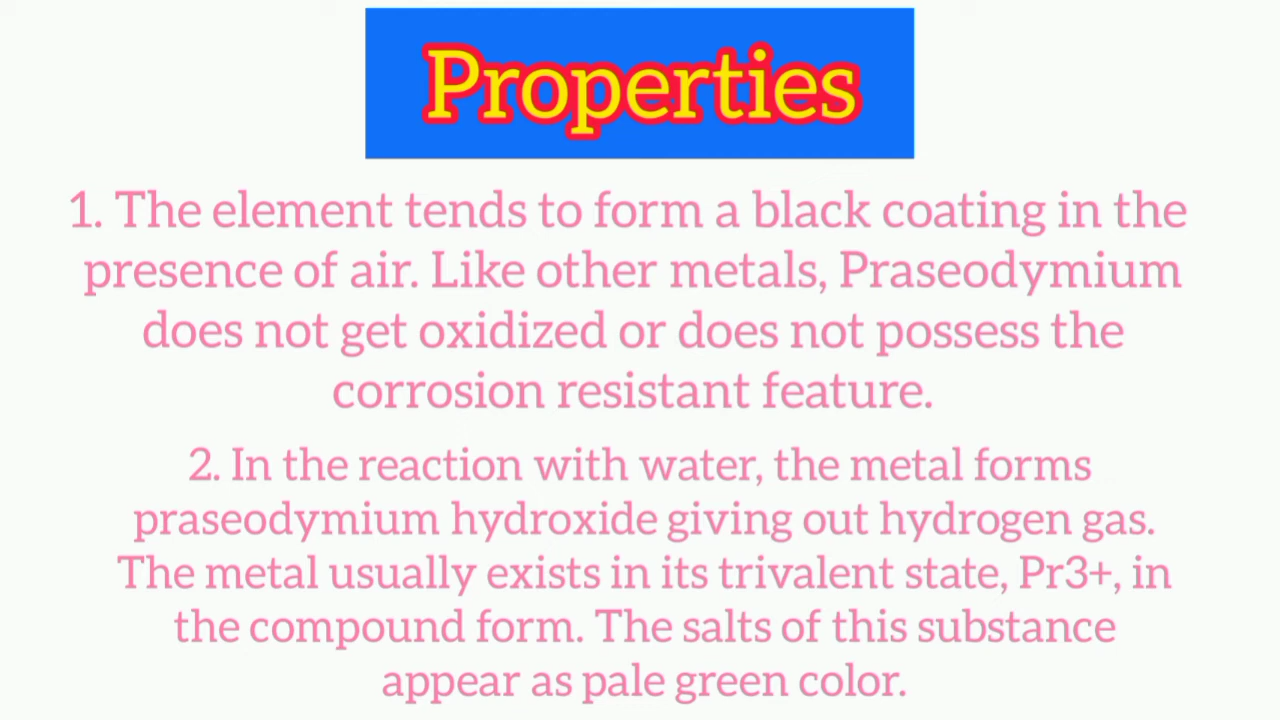 Properties
1. The element tends to form a black coating in the
presence of air. Like other metals, Praseodymium
does not get oxidized or does not possess the
corrosion resistant feature.
2. In the reaction with water, the metal forms
praseodymium hydroxide giving out hydrogen gas.
The metal usually exists in its trivalent state, Pr3+, in
the compound form. The salts of this substance
appear as pale green color.